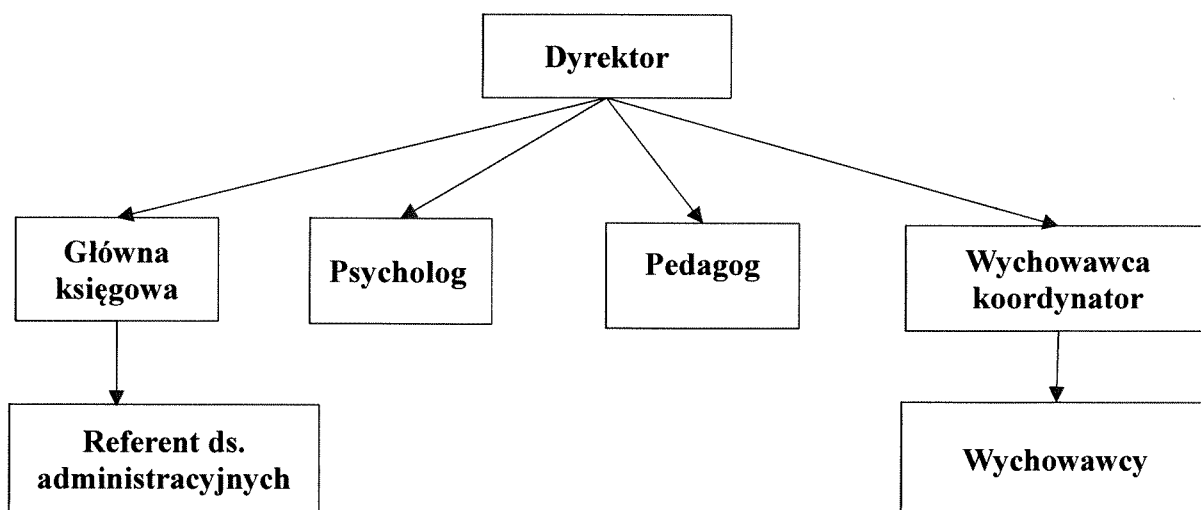 Dyrektor
Główna
księgowa
Psycholog
Pedagog
Wychowawca
koordynator
Referent ds.
administracyjnych
Wychowawcy